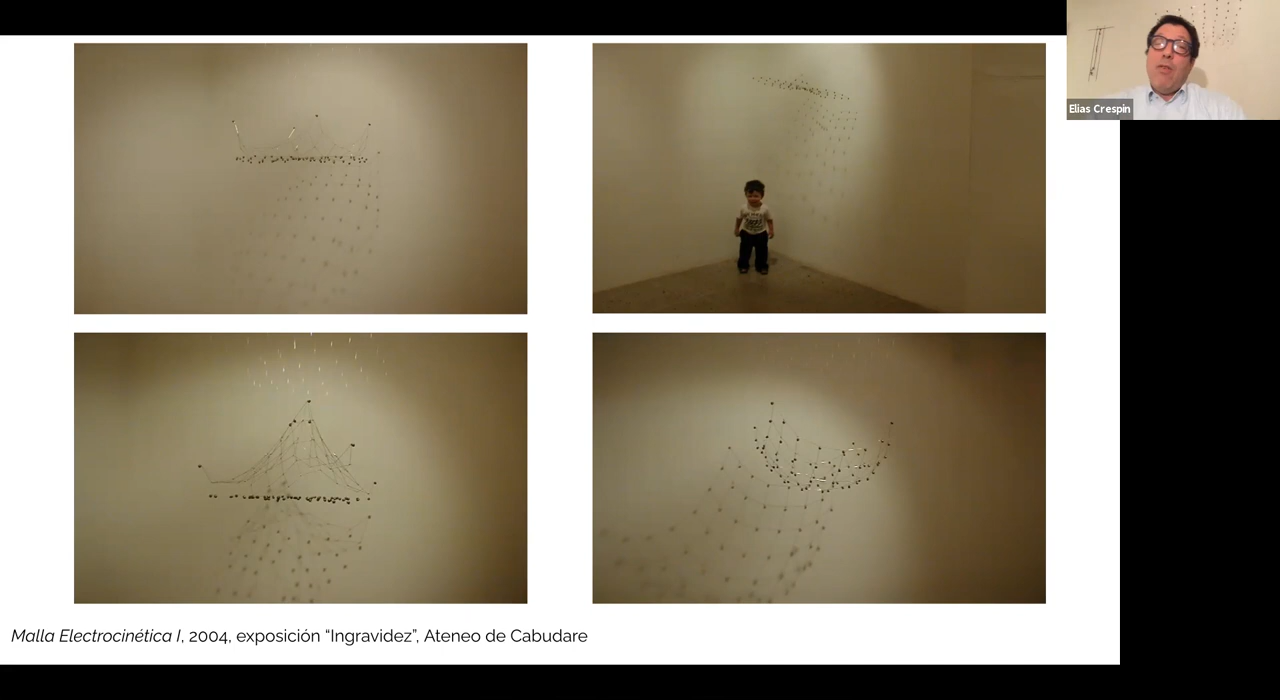 Elias Crespin
Malla Electrocinética I, 2004, exposición “Ingravidez”, Ateneo de Cabudare